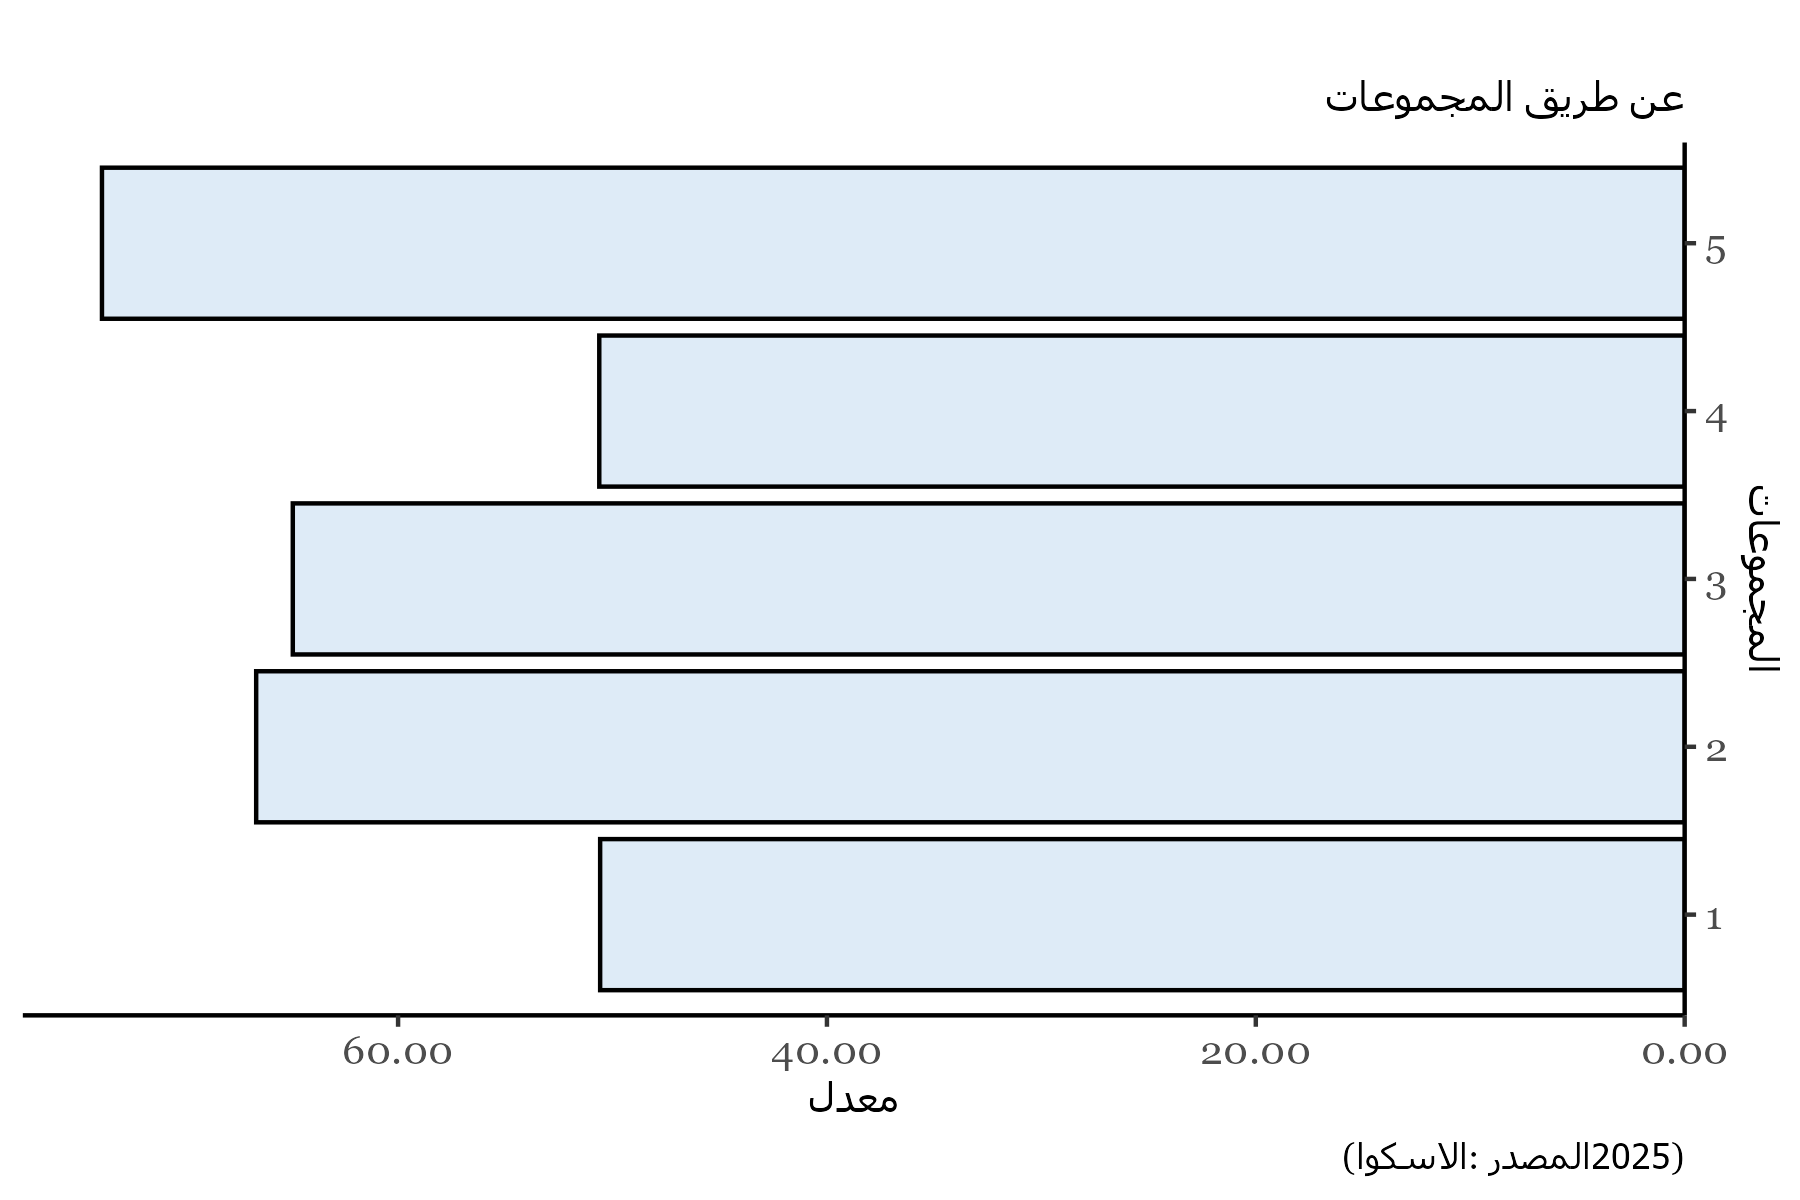 عن طريق المجموعات
5
4
3
2
1
المجموعات
0.00
20.00
40.00
60.00
معدل
(2025المصدر :الاسكوا)